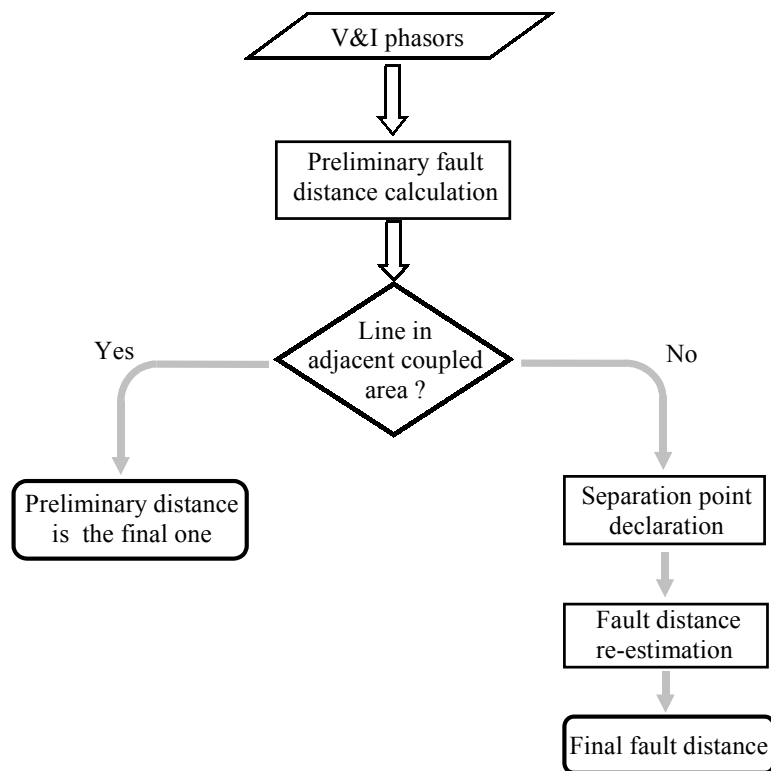 V&I phasors
Preliminary fault
distance calculation
Line in
adjacent coupled
area ?
Yes
No
Preliminary distance
is the final one
Separation point
declaration
Fault distance
re-estimation
Final fault distance